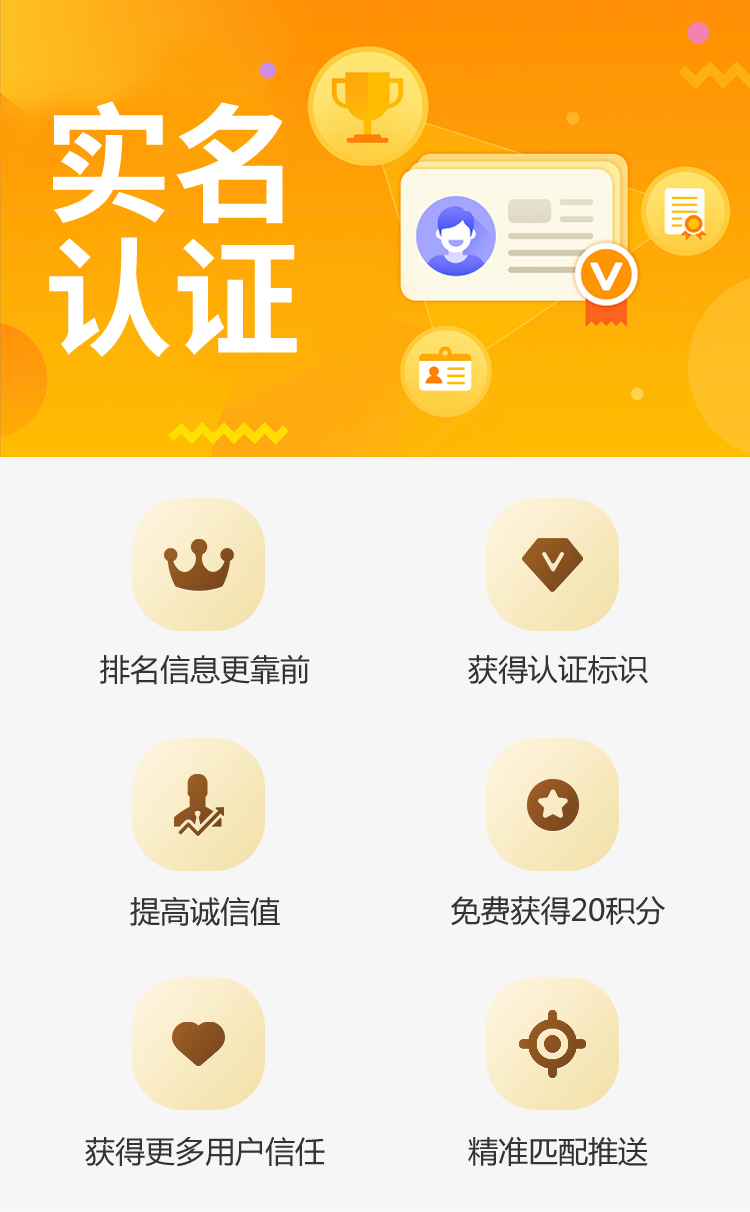 实名
认证
排名信息更靠前
获得认证标识
提高诚信值
免费获得20积分
获得更多用户信任
精准匹配推送